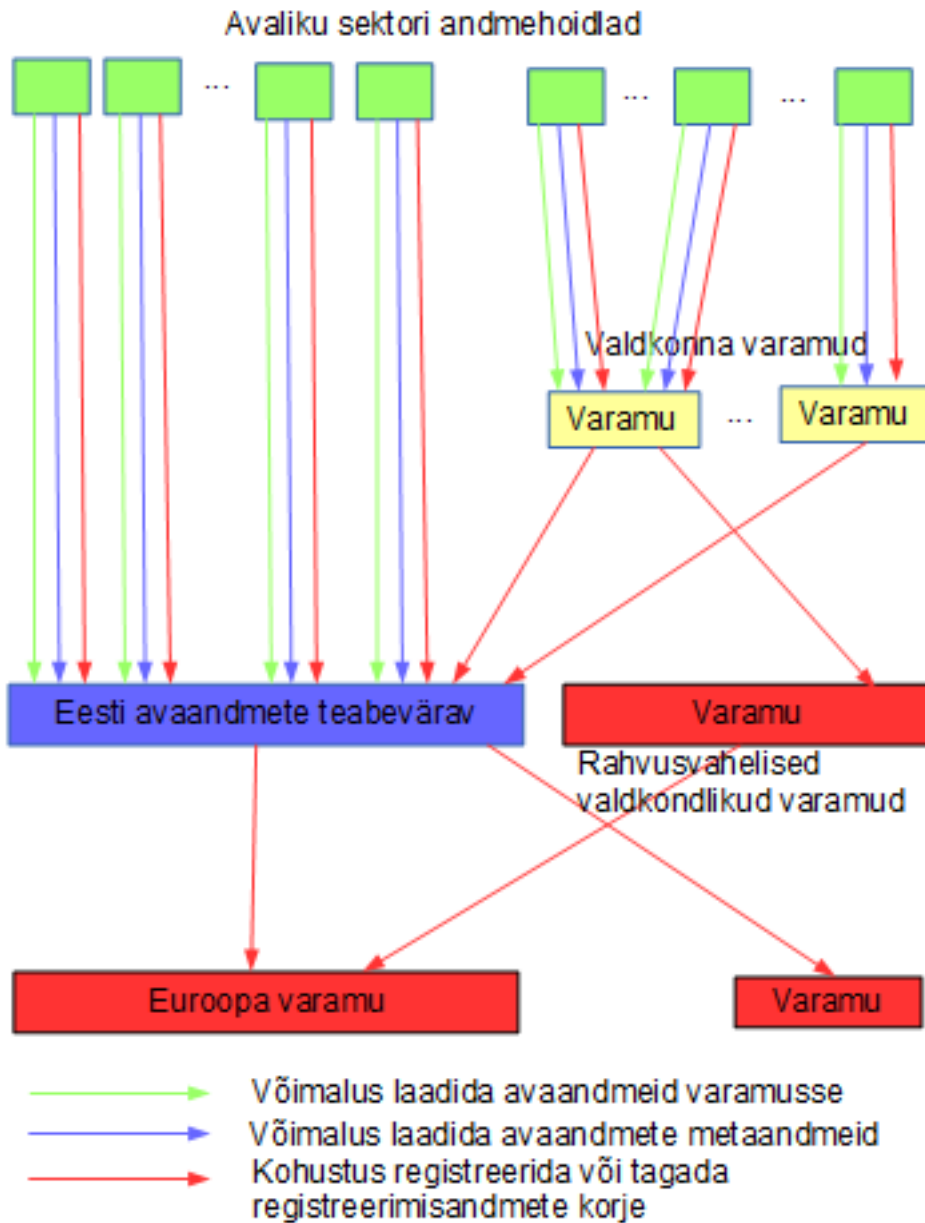 Avaliku sektori andmehoidlad
... ... ...
Valdkonna varamud
Varamu ... Varamu
Eesti avaandmete teabevärav Varamu
Rahvusvahelised
valdkondlikud varamud
Euroopa varamu Varamu
Võimalus laadida avaandmeid varamusse
Võimalus laadida avaandmete metaandmeid
Kohustus registreerida või tagada
registreerimisandmete korje